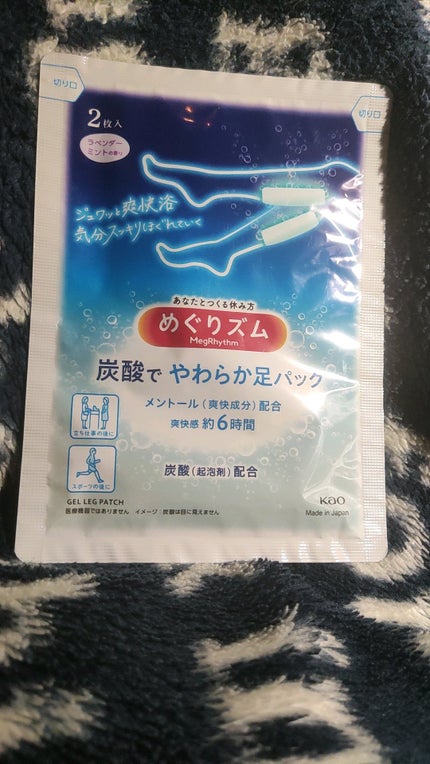 切り口
切り口
2枚入
ラベンダー
ミントの香り
ジュワッと爽快浴
気分スッキリほぐれていく
あなたとつくる休み方
めぐりズム
MegRhythm
炭酸で やわらか足パック
メントール（爽快成分）配合
爽快感 約6時間
立ち仕事の後に
炭酸（起泡剤）配合
スポーツの後に
GEL LEG PATCH
医療機器ではありません イメージ 炭酸は目に見えません
Kao
Made in Japan